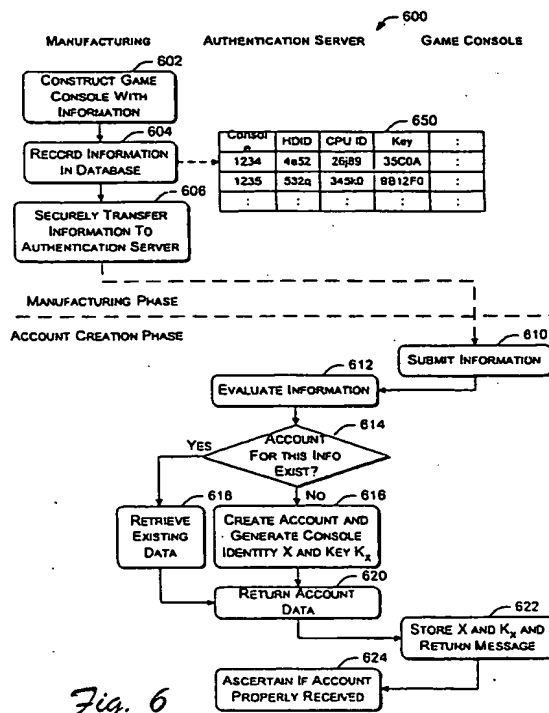 600
MANUFACTURING AUTHENTICATION SERVER GAME CONSOLE
602
CONSTRUCT GAME
CONSOLE WITH
INFORMATION
604
RECORD INFORMATION
IN DATABASE
606
SECURELY TRANSFER
INFORMATION TO
AUTHENTICATION SERVER
650
Consol
e HDID CPU ID Key :
1234 4a52 26j89 35C0A
1235 532q 345k0 9B12F0
: : : :
MANUFACTURING PHASE
ACCOUNT CREATION PHASE
610
SUBMIT INFORMATION
612
EVALUATE INFORMATION
614
ACCOUNT
FOR THIS INFO
EXIST?
YES
NO
618
RETRIEVE
EXISTING
DATA
616
CREATE ACCOUNT AND
GENERATE CONSOLE
IDENTITY X AND KEY Kx
620
RETURN ACCOUNT
DATA
622
STORE X AND Kx AND
RETURN MESSAGE
624
ASCERTAIN IF ACCOUNT
PROPERLY RECEIVED
Fig. 6